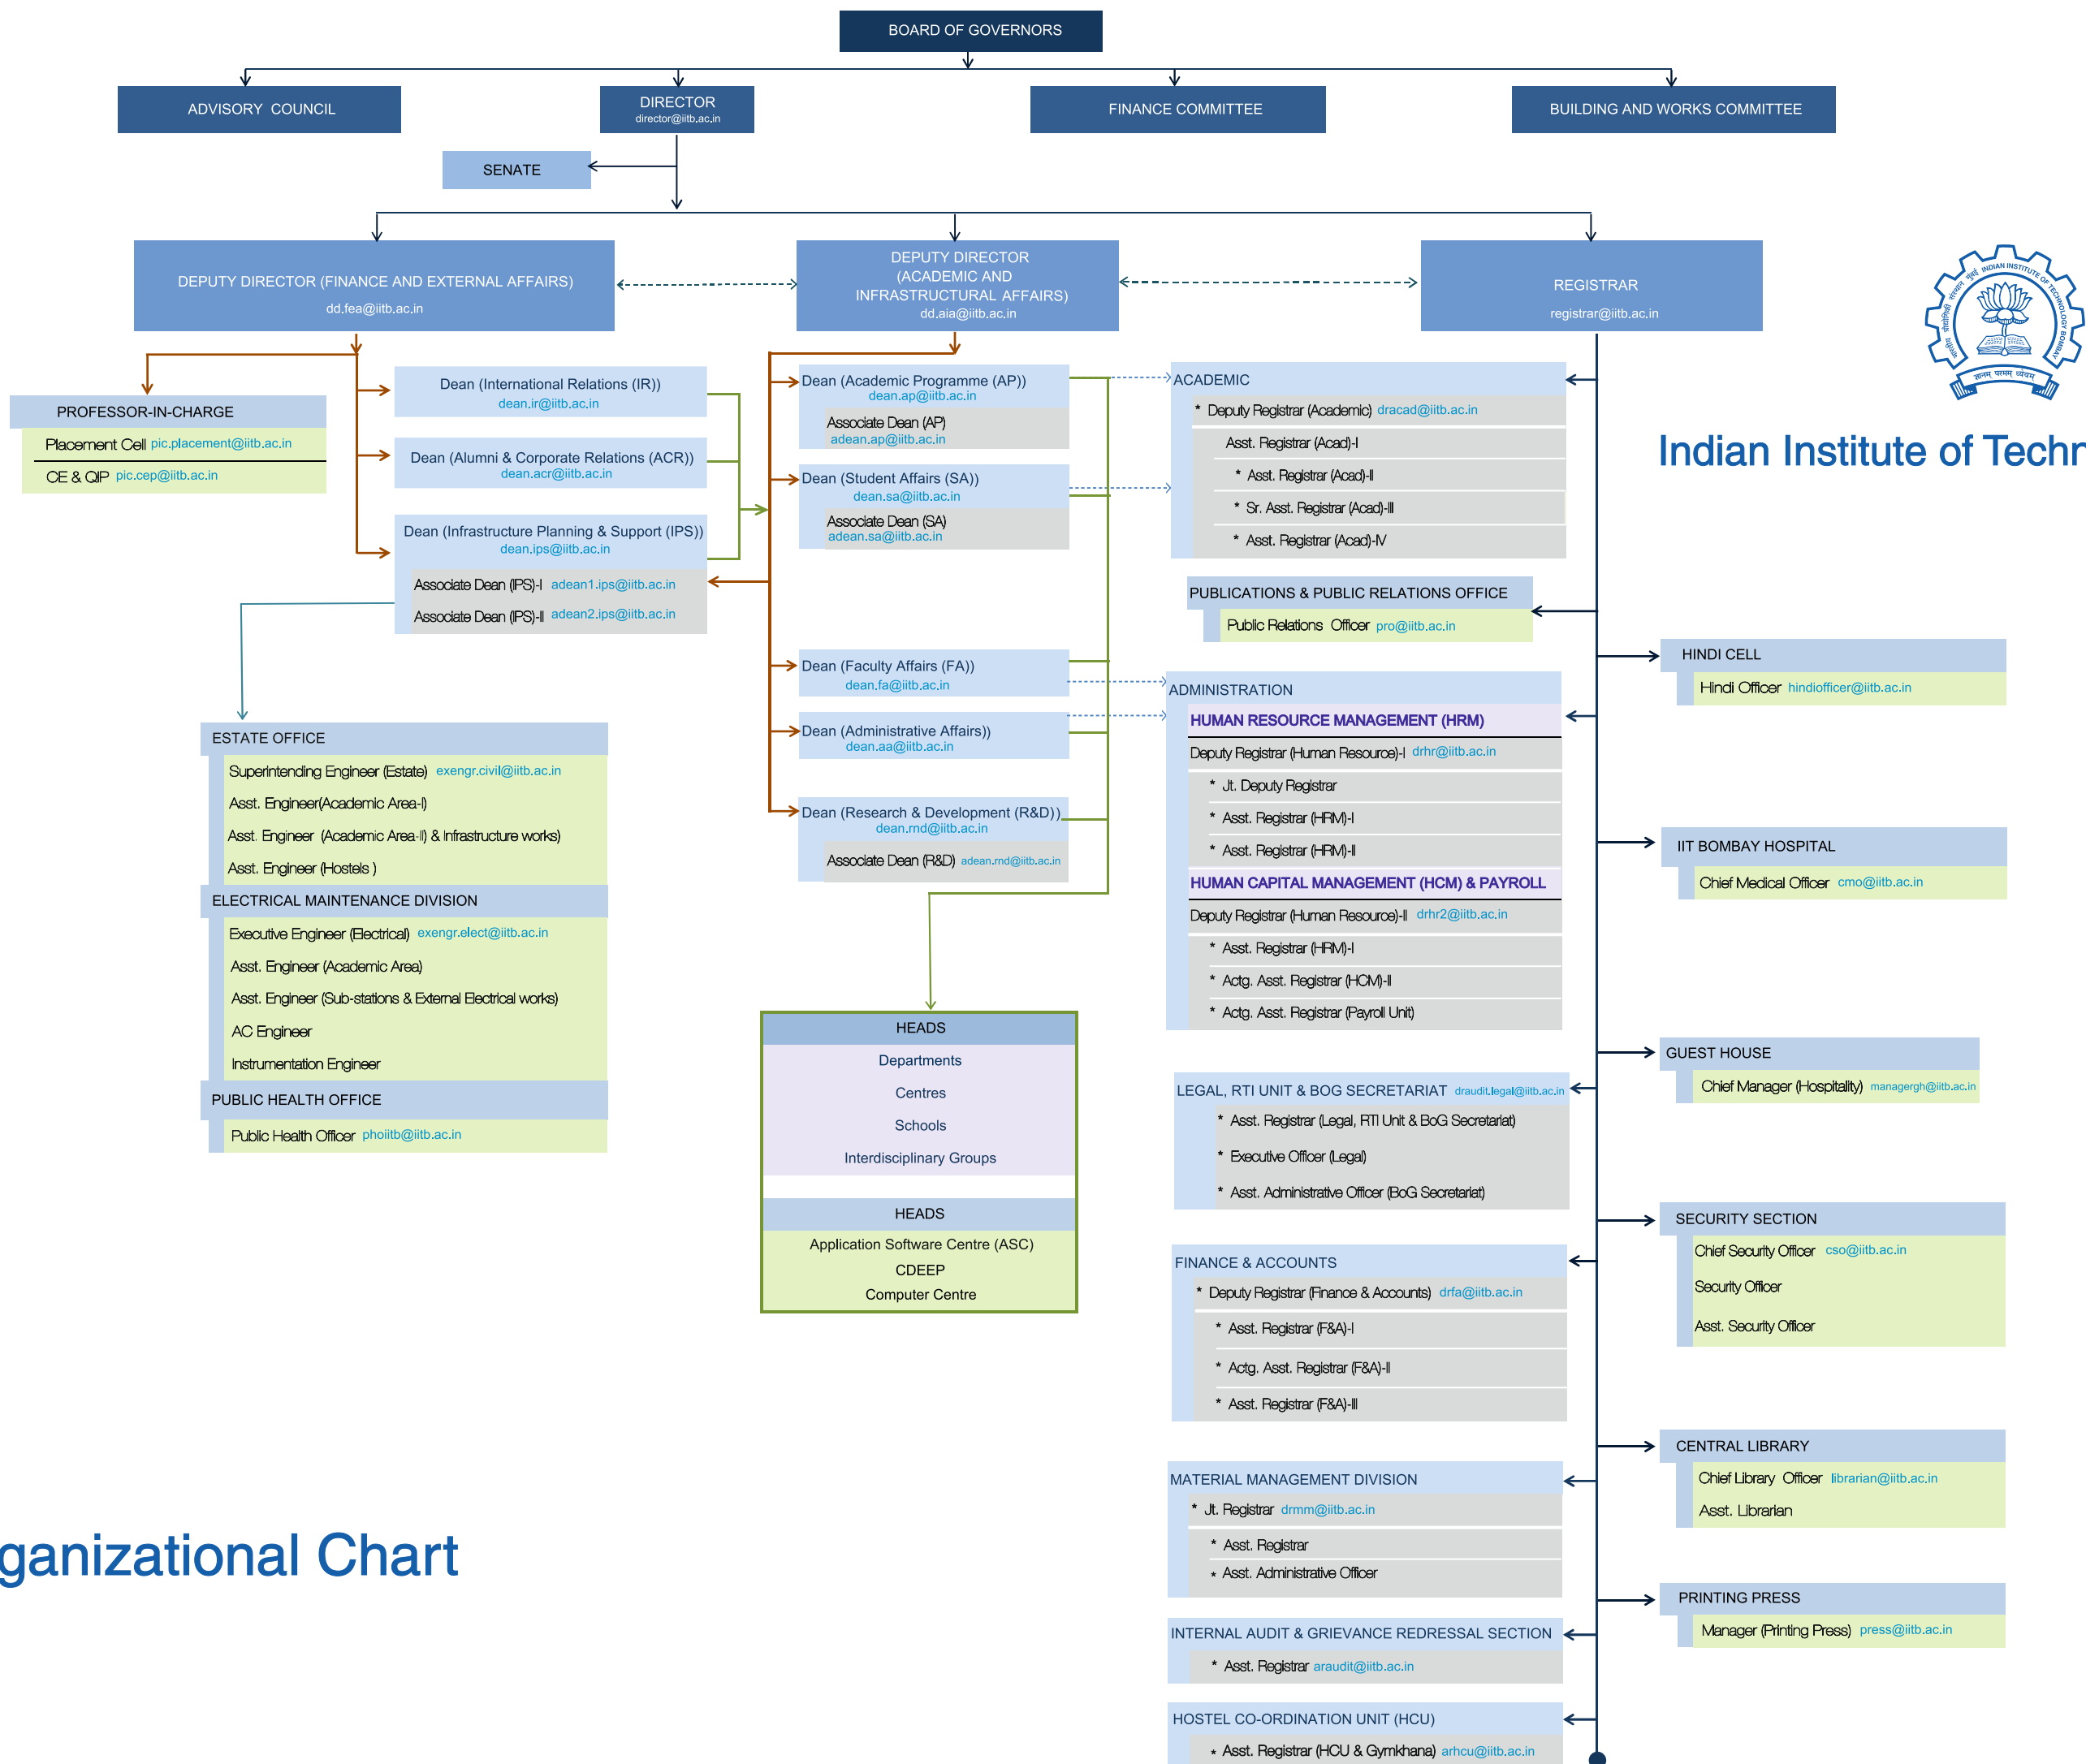 BOARD OF GOVERNORS
ADVISORY COUNCIL
DIRECTOR
director@iitb.ac.in
FINANCE COMMITTEE
BUILDING AND WORKS COMMITTEE
SENATE
DEPUTY DIRECTOR (FINANCE AND EXTERNAL AFFAIRS)
dd.fea@iitb.ac.in
DEPUTY DIRECTOR
(ACADEMIC AND
INFRASTRUCTURAL AFFAIRS)
dd.aia@iitb.ac.in
REGISTRAR
registrar@iitb.ac.in
भारतीय प्रौद्योगिकी संस्थान मुंबई INDIAN INSTITUTE OF TECHNOLOGY BOMBAY
ज्ञानम् परमम् ध्येयम्
Indian Institute of Techn
PROFESSOR-IN-CHARGE
Placement Cell pic.placement@iitb.ac.in
CE & QIP pic.cep@iitb.ac.in
Dean (International Relations (IR))
dean.ir@iitb.ac.in
Dean (Alumni & Corporate Relations (ACR))
dean.acr@iitb.ac.in
Dean (Infrastructure Planning & Support (IPS))
dean.ips@iitb.ac.in
Associate Dean (IPS)-I adean1.ips@iitb.ac.in
Associate Dean (IPS)-II adean2.ips@iitb.ac.in
ESTATE OFFICE
Superintending Engineer (Estate) exengr.civil@iitb.ac.in
Asst. Engineer(Academic Area-I)
Asst. Engineer (Academic Area-II) & Infrastructure works)
Asst. Engineer (Hostels )
ELECTRICAL MAINTENANCE DIVISION
Executive Engineer (Electrical) exengr.elect@iitb.ac.in
Asst. Engineer (Academic Area)
Asst. Engineer (Sub-stations & External Electrical works)
AC Engineer
Instrumentation Engineer
PUBLIC HEALTH OFFICE
Public Health Officer phoiitb@iitb.ac.in
Dean (Academic Programme (AP))
dean.ap@iitb.ac.in
Associate Dean (AP)
adean.ap@iitb.ac.in
Dean (Student Affairs (SA))
dean.sa@iitb.ac.in
Associate Dean (SA)
adean.sa@iitb.ac.in
Dean (Faculty Affairs (FA))
dean.fa@iitb.ac.in
Dean (Administrative Affairs))
dean.aa@iitb.ac.in
Dean (Research & Development (R&D))
dean.rnd@iitb.ac.in
Associate Dean (R&D) adean.rnd@iitb.ac.in
HEADS
Departments
Centres
Schools
Interdisciplinary Groups
HEADS
Application Software Centre (ASC)
CDEEP
Computer Centre
ACADEMIC
* Deputy Registrar (Academic) dracad@iitb.ac.in
Asst. Registrar (Acad)-I
* Asst. Registrar (Acad)-II
* Sr. Asst. Registrar (Acad)-III
* Asst. Registrar (Acad)-IV
PUBLICATIONS & PUBLIC RELATIONS OFFICE
Public Relations Officer pro@iitb.ac.in
ADMINISTRATION
HUMAN RESOURCE MANAGEMENT (HRM)
Deputy Registrar (Human Resource)-I drhr@iitb.ac.in
* Jt. Deputy Registrar
* Asst. Registrar (HRM)-I
* Asst. Registrar (HRM)-II
HUMAN CAPITAL MANAGEMENT (HCM) & PAYROLL
Deputy Registrar (Human Resource)-II drhr2@iitb.ac.in
* Asst. Registrar (HRM)-I
* Actg. Asst. Registrar (HCM)-II
* Actg. Asst. Registrar (Payroll Unit)
LEGAL, RTI UNIT & BOG SECRETARIAT draudit.legal@iitb.ac.in
* Asst. Registrar (Legal, RTI Unit & BoG Secretariat)
* Executive Officer (Legal)
* Asst. Administrative Officer (BoG Secretariat)
FINANCE & ACCOUNTS
* Deputy Registrar (Finance & Accounts) drfa@iitb.ac.in
* Asst. Registrar (F&A)-I
* Actg. Asst. Registrar (F&A)-II
* Asst. Registrar (F&A)-III
MATERIAL MANAGEMENT DIVISION
* Jt. Registrar drmm@iitb.ac.in
* Asst. Registrar
* Asst. Administrative Officer
INTERNAL AUDIT & GRIEVANCE REDRESSAL SECTION
* Asst. Registrar araudit@iitb.ac.in
HOSTEL CO-ORDINATION UNIT (HCU)
* Asst. Registrar (HCU & Gymkhana) arhcu@iitb.ac.in
HINDI CELL
Hindi Officer hindiofficer@iitb.ac.in
IIT BOMBAY HOSPITAL
Chief Medical Officer cmo@iitb.ac.in
GUEST HOUSE
Chief Manager (Hospitality) managergh@iitb.ac.in
SECURITY SECTION
Chief Security Officer cso@iitb.ac.in
Security Officer
Asst. Security Officer
CENTRAL LIBRARY
Chief Library Officer librarian@iitb.ac.in
Asst. Librarian
PRINTING PRESS
Manager (Printing Press) press@iitb.ac.in
ganizational Chart